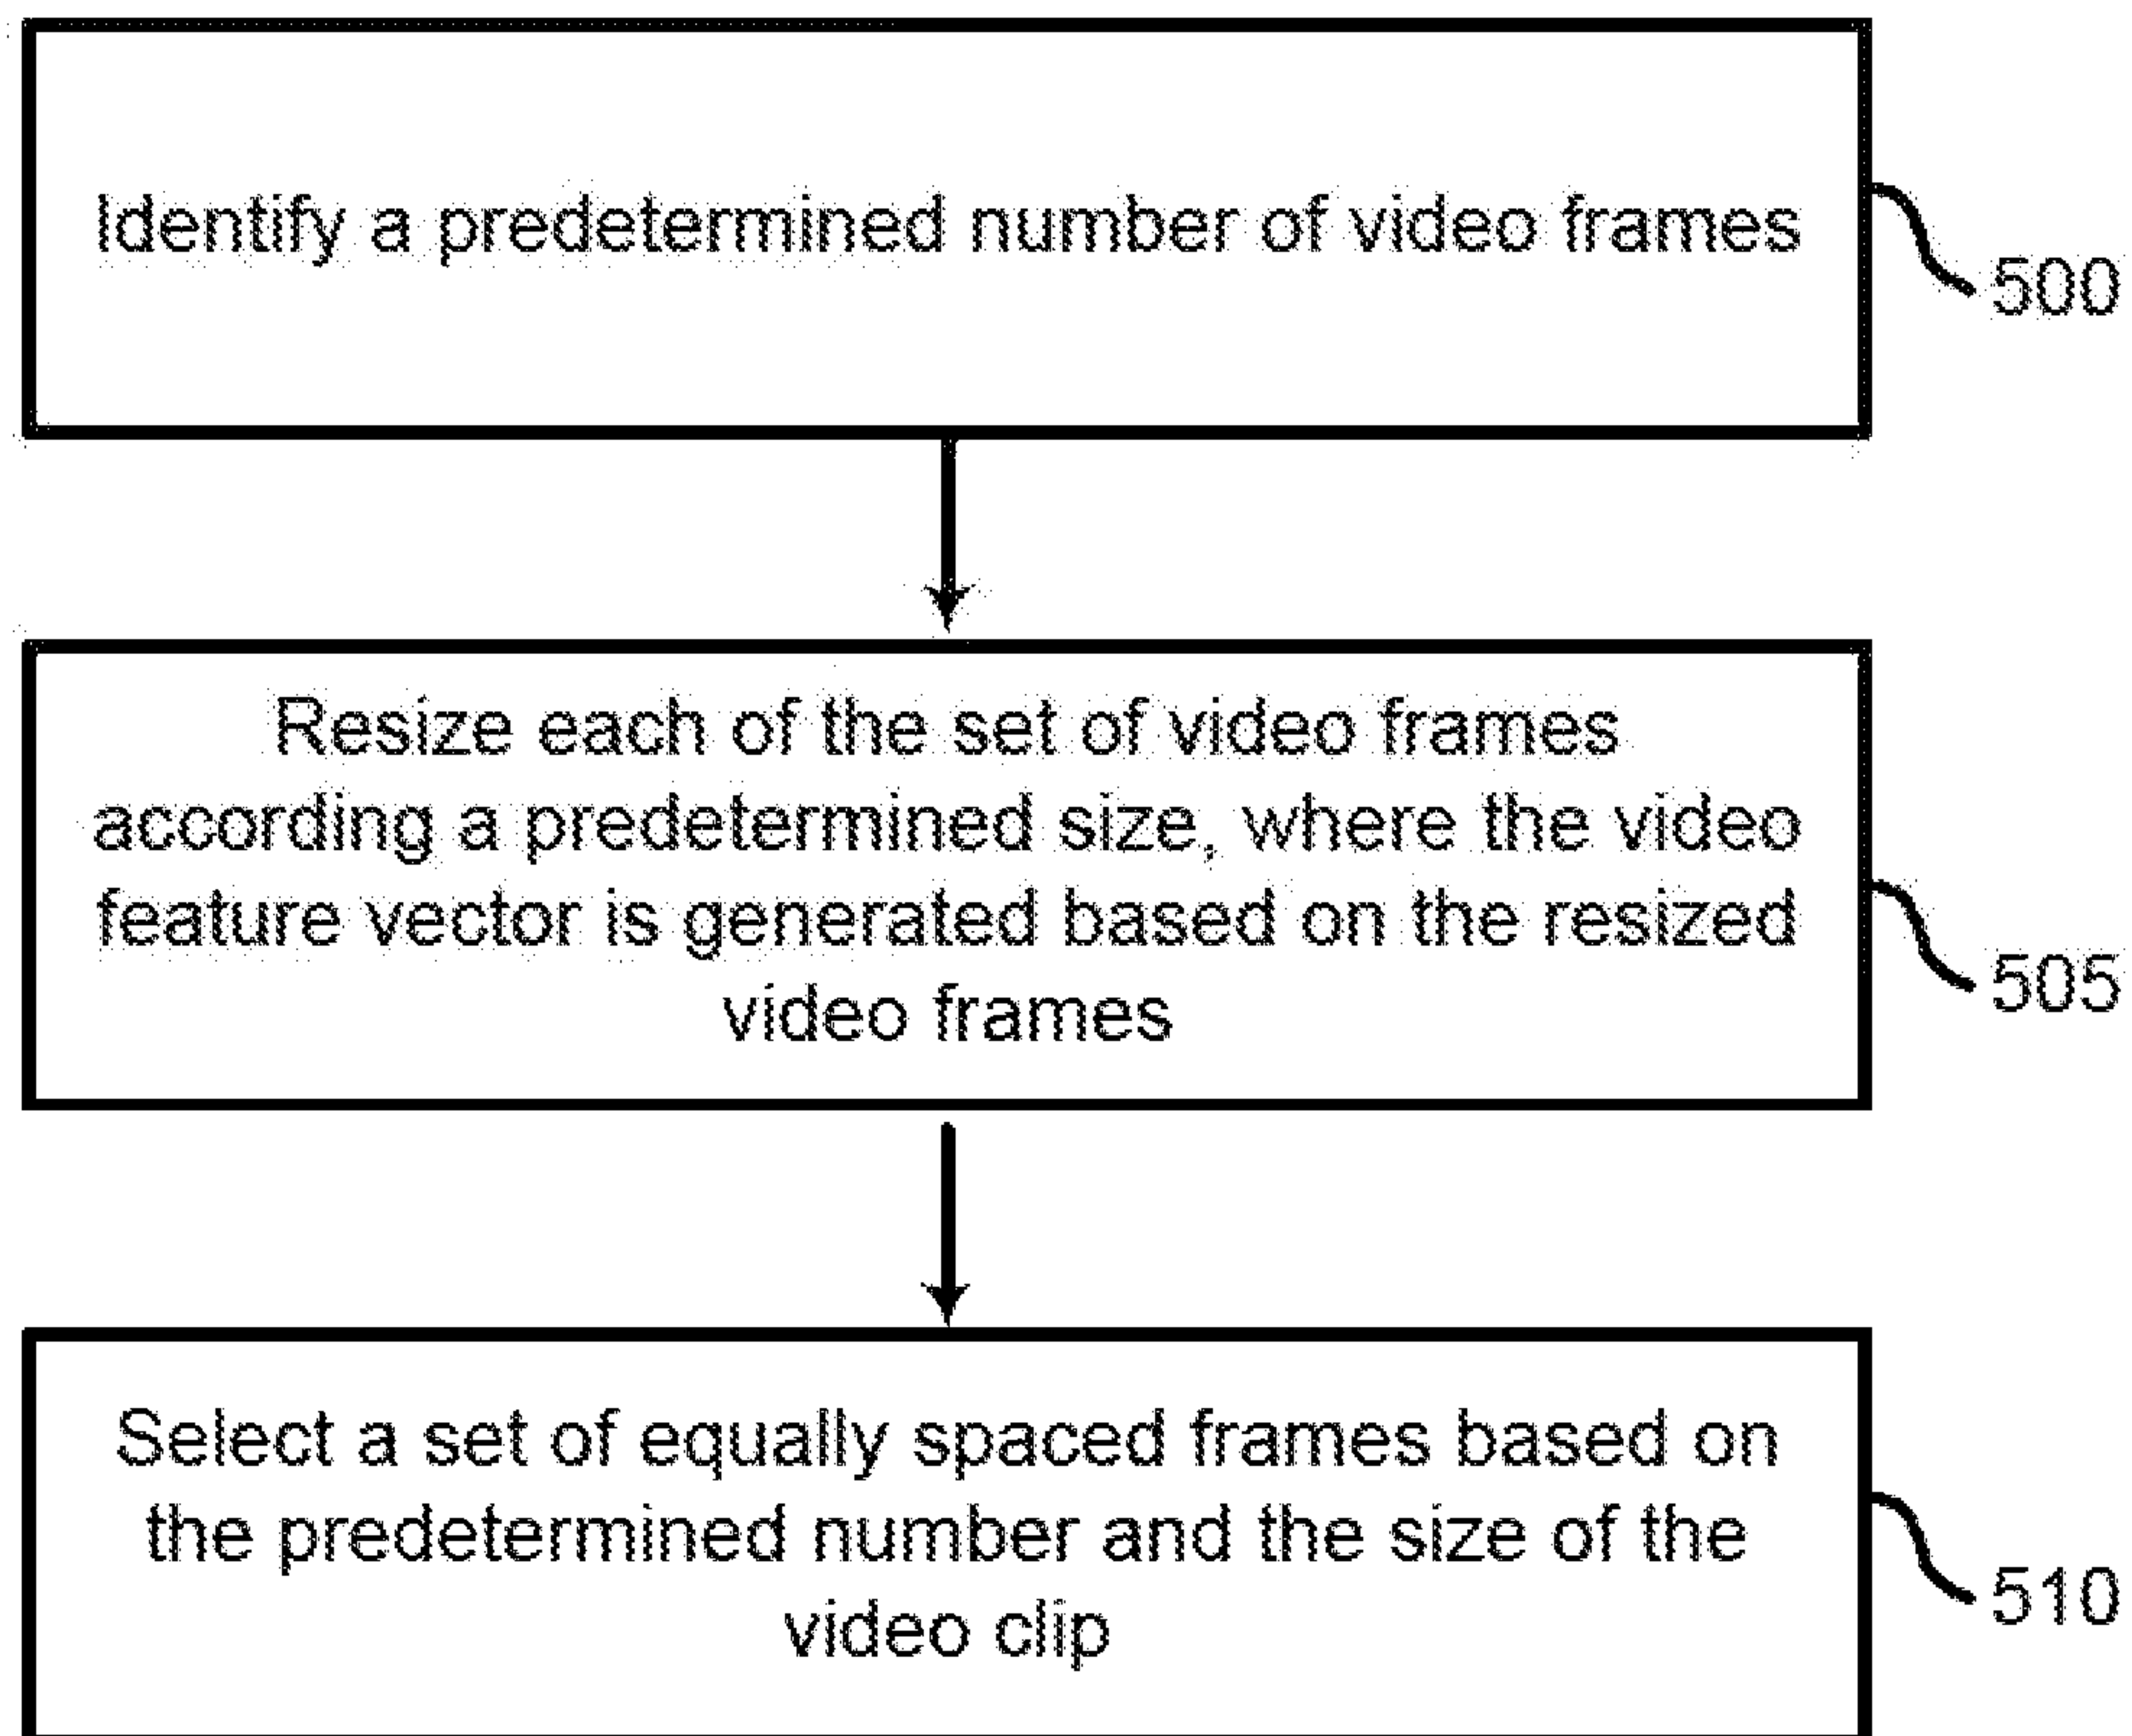 Identify a predetermined number of video frames
500
Resize each of the set of video frames
according a predetermined size, where the video
feature vector is generated based on the resized
video frames
505
Select a set of equally spaced frames based on
the predetermined number and the size of the
video clip
510